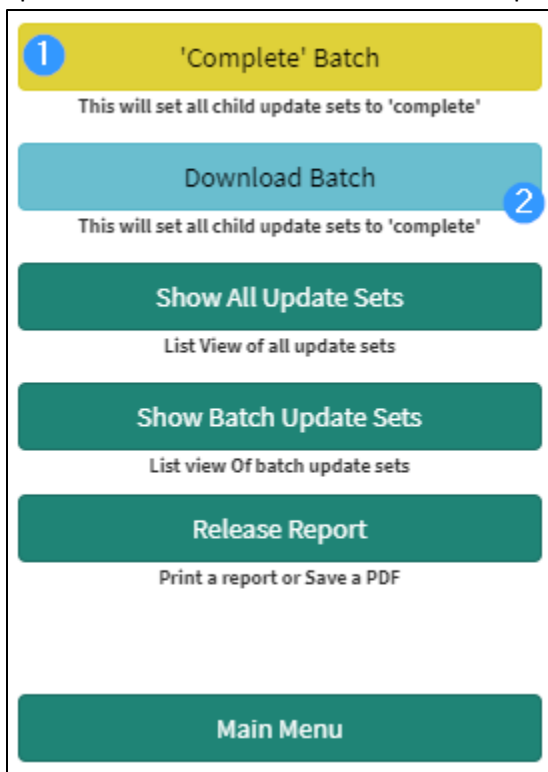 1
'Complete' Batch
This will set all child update sets to 'complete'
Download Batch
2
This will set all child update sets to 'complete'
Show All Update Sets
List View of all update sets
Show Batch Update Sets
List view Of batch update sets
Release Report
Print a report or Save a PDF
Main Menu